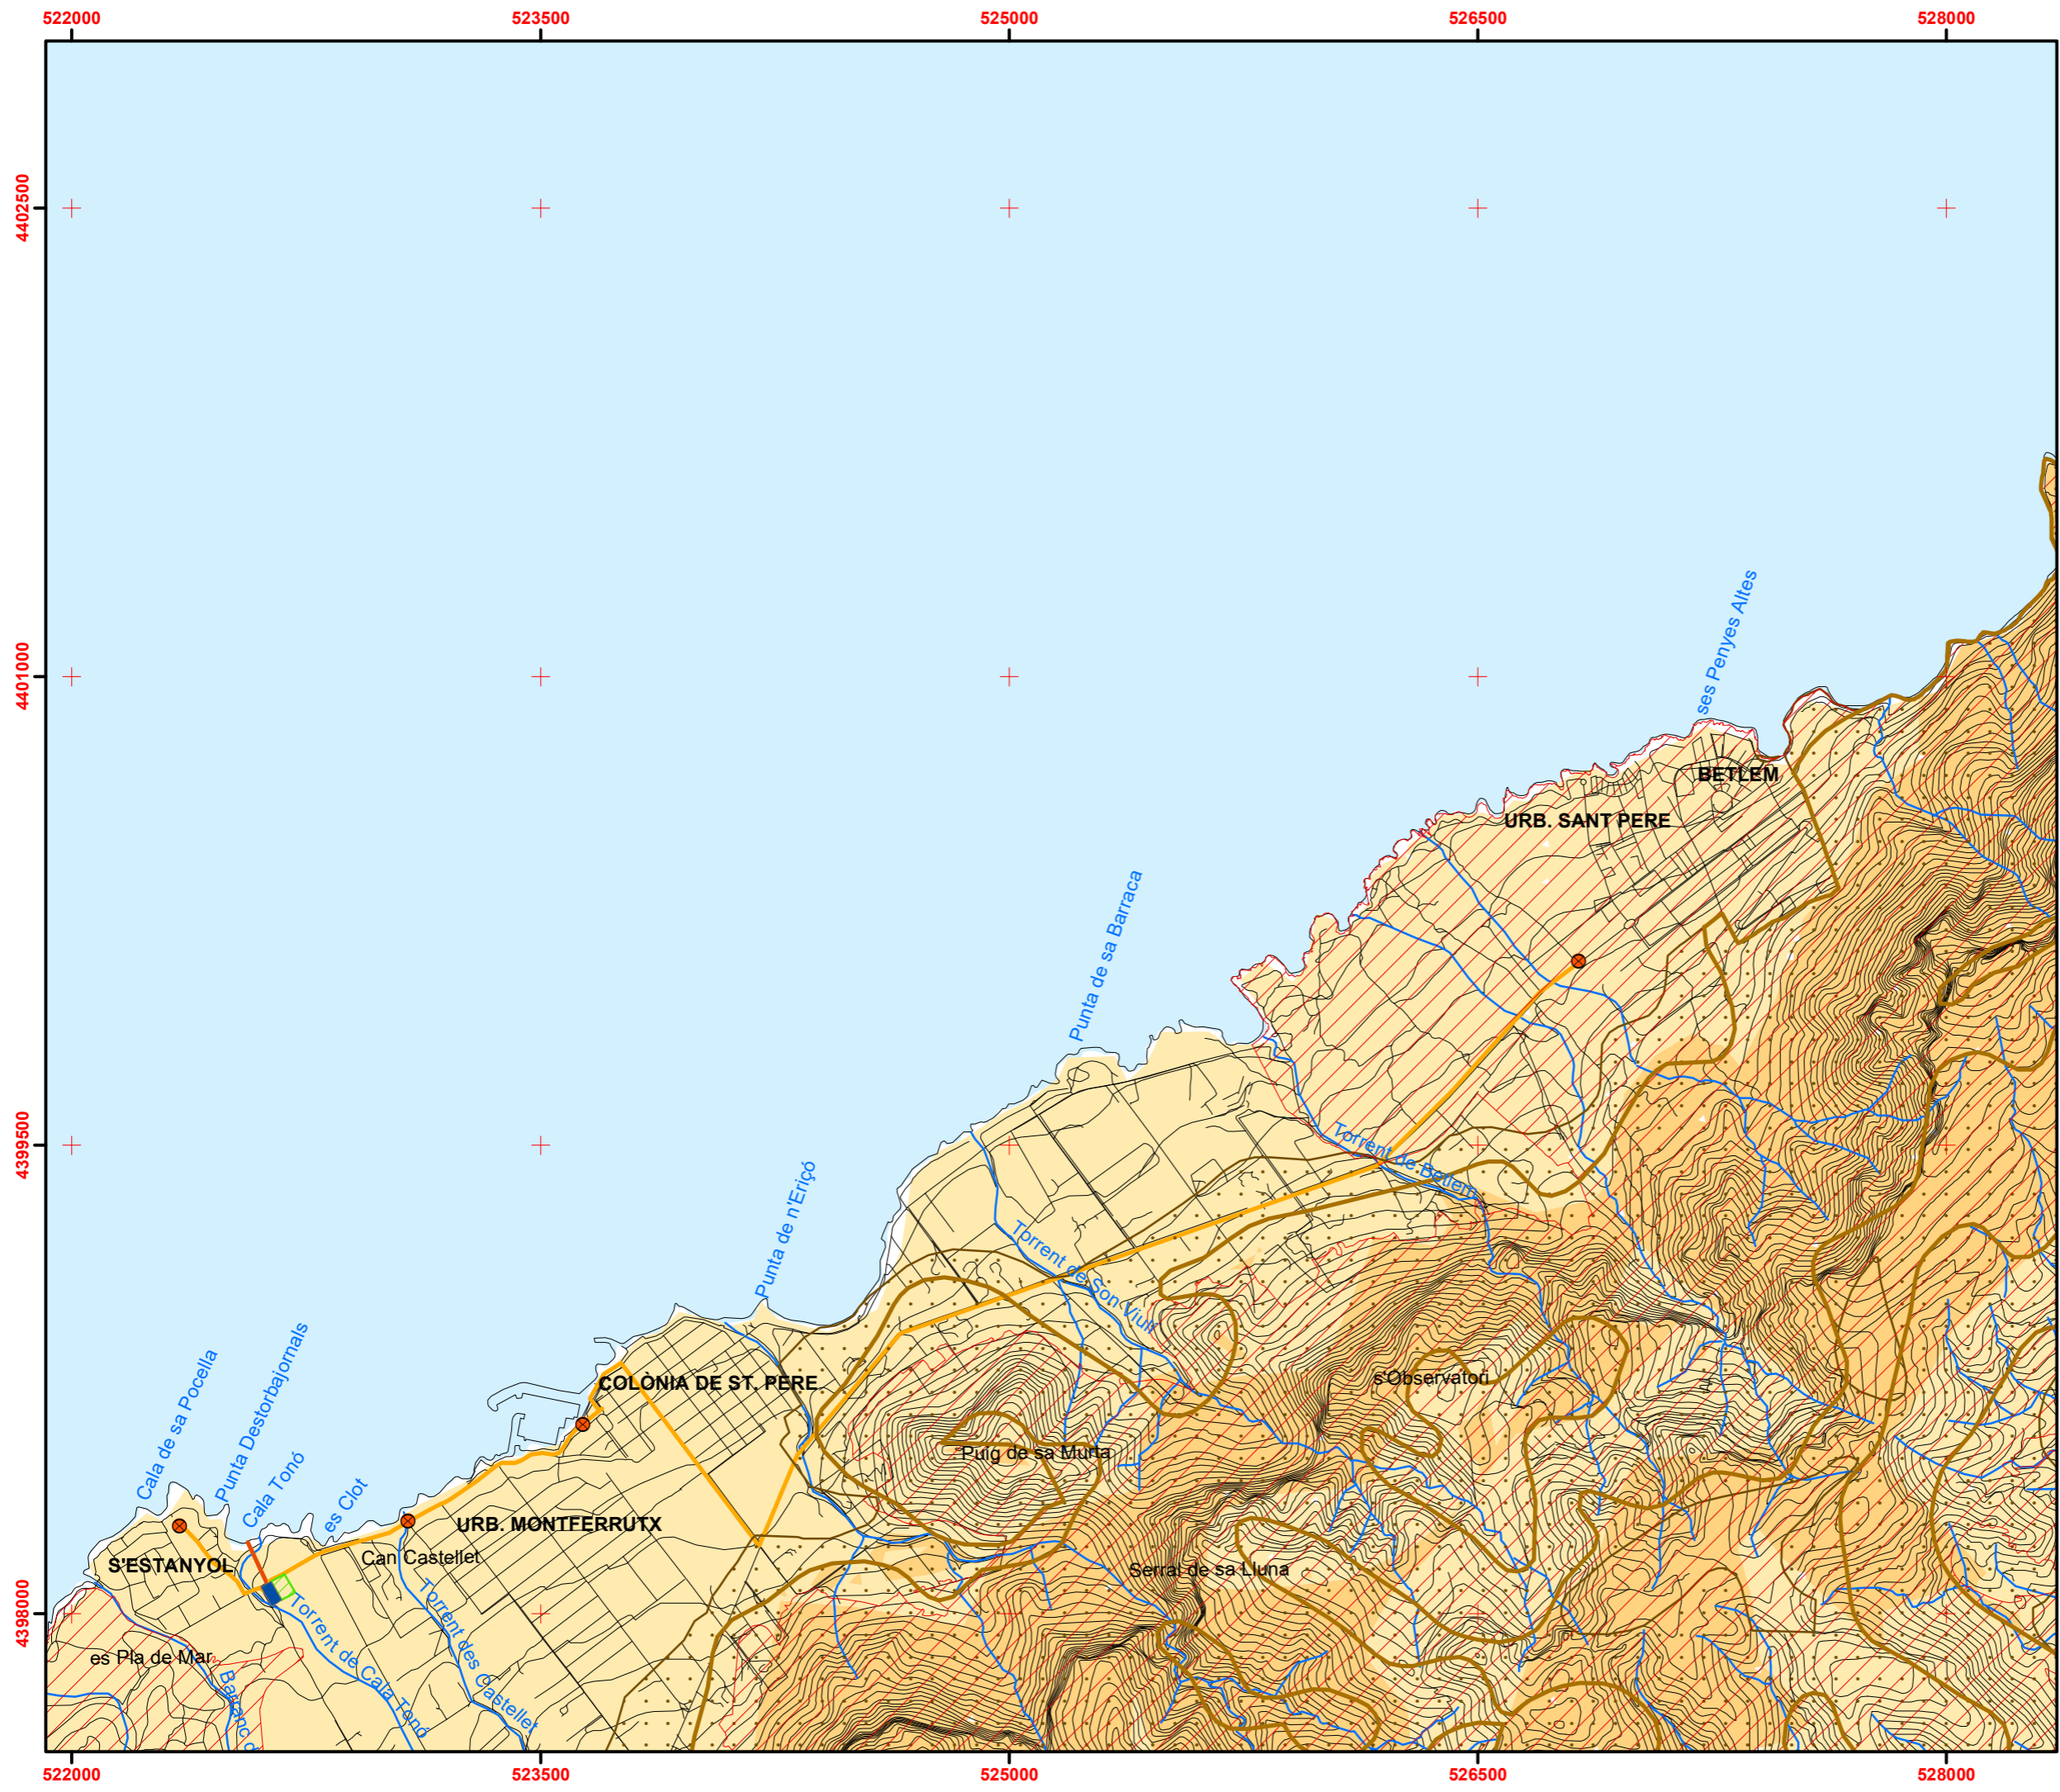 522000 523500 525000 526500 528000
4402500
4401000
4399500
4398000
ses Penyes Altes
BETLEM
URB. SANT PERE
Punta de sa Barraca
Torrent de Betlem
Punta de n'Eriçó
Torrent de Son Viulí
COLÒNIA DE ST. PERE
s'Observatori
Puig de sa Murta
Cala de sa Pocella
Punta Destorbajornals
Cala Tonó
es Clot
URB. MONTFERRUTX
Can Castellet
S'ESTANYOL
Serral de sa Lluna
Torrent de Cala Tonó
Torrent des Castellet
es Pla de Mar
Barranc
522000 523500 525000 526500 528000